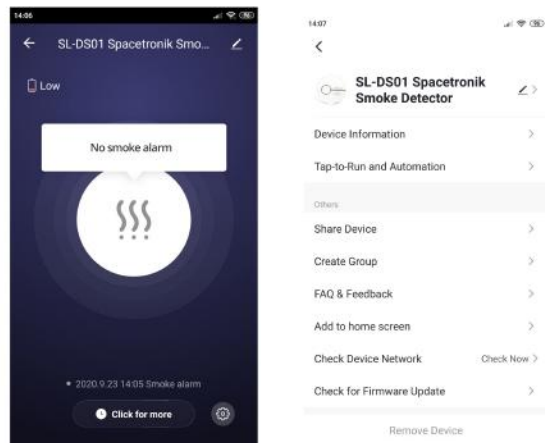 14:06
SL-DS01 Spacetronik Smo...
Low
No smoke alarm
2020.9.23 14:05 Smoke alarm
Click for more
14:07
SL-DS01 Spacetronik
Smoke Detector
Device Information
Tap-to-Run and Automation
Others
Share Device
Create Group
FAQ & Feedback
Add to home screen
Check Device Network Check Now
Check for Firmware Update
Remove Device